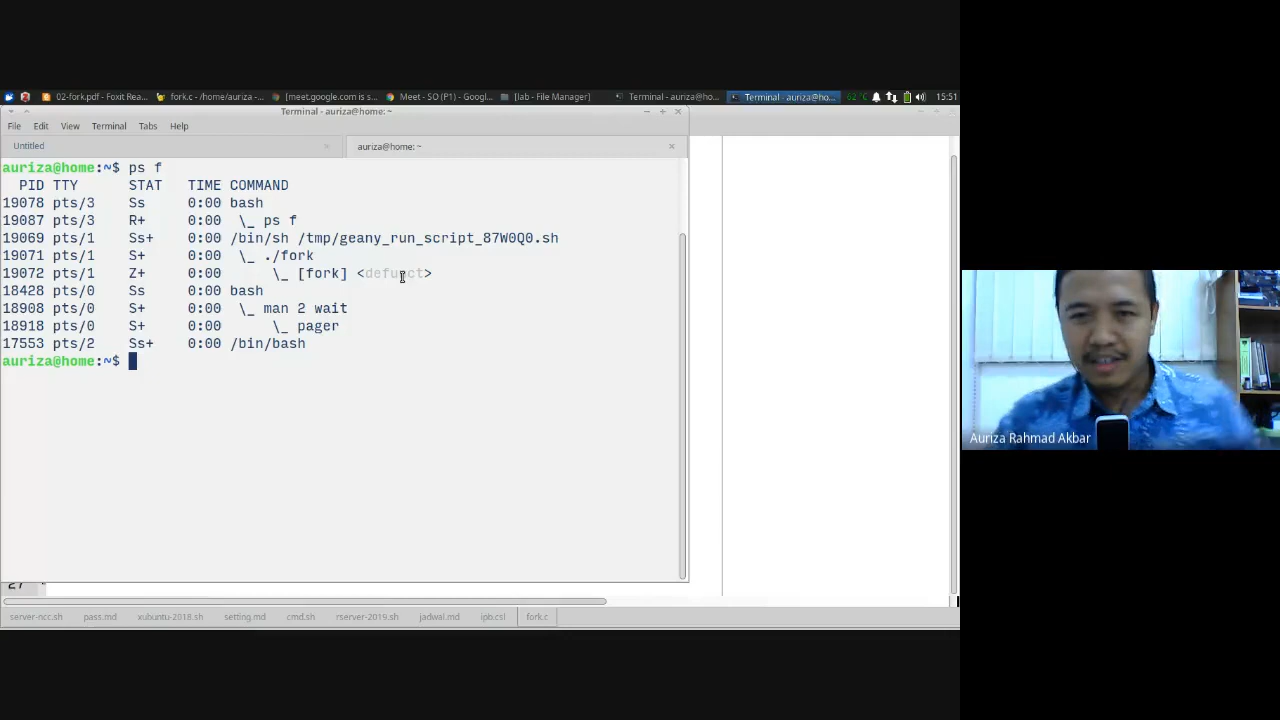 02-fork.pdf - Foxit Rea...
fork.c - /home/auriza -...
[meet.google.com is s...
Meet - SO (P1) - Googl...
[lab - File Manager]
Terminal - auriza@ho...
Terminal - auriza@ho...
62 °C
15:51
Terminal - auriza@home: ~
File Edit View Terminal Tabs Help
Untitled
auriza@home: ~
auriza@home:~$ ps f
PID TTY STAT TIME COMMAND
19078 pts/3 Ss 0:00 bash
19087 pts/3 R+ 0:00 \_ ps f
19069 pts/1 Ss+ 0:00 /bin/sh /tmp/geany_run_script_87W0Q0.sh
19071 pts/1 S+ 0:00 \_ ./fork
19072 pts/1 Z+ 0:00 \_ [fork] <defunct>
18428 pts/0 Ss 0:00 bash
18908 pts/0 S+ 0:00 \_ man 2 wait
18918 pts/0 S+ 0:00 \_ pager
17553 pts/2 Ss+ 0:00 /bin/bash
auriza@home:~$
27
server-ncc.sh pass.md xubuntu-2018.sh setting.md cmd.sh rserver-2019.sh jadwal.md ipb.csl fork.c
Auriza Rahmad Akbar